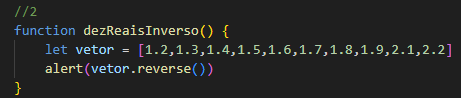 //2
function dezReaisInverso() {
let vetor = [1.2,1.3,1.4,1.5,1.6,1.7,1.8,1.9,2.1,2.2]
alert(vetor.reverse())
}